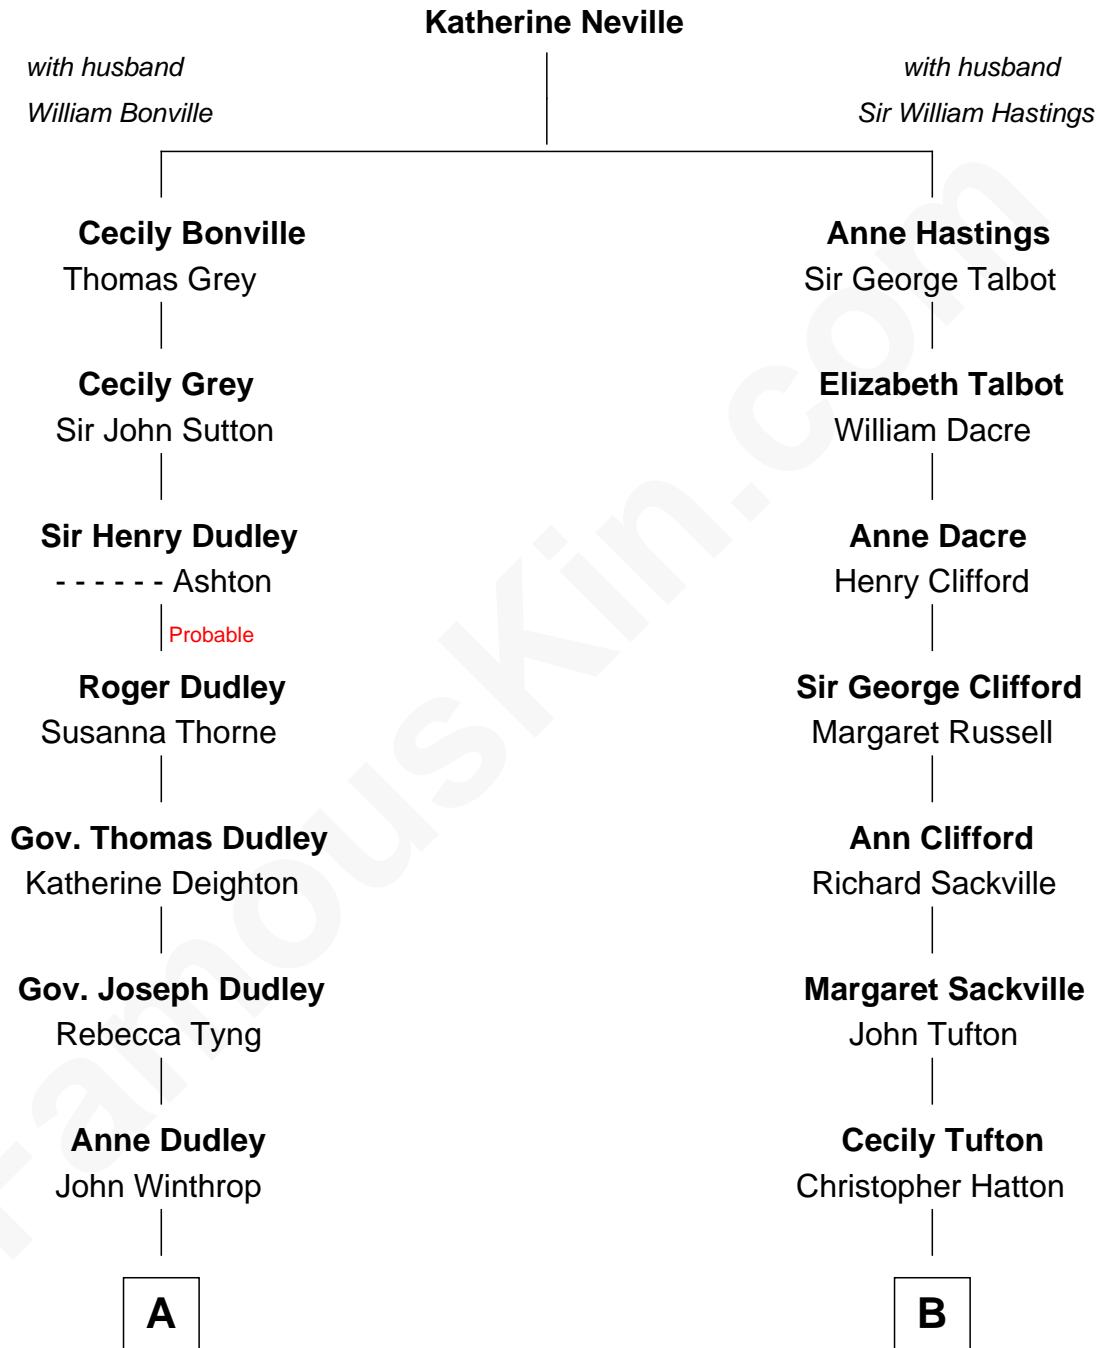 Katherine Neville
with husband
William Bonville
with husband
Sir William Hastings
Cecily Bonville
Thomas Grey
Anne Hastings
Sir George Talbot
Cecily Grey
Sir John Sutton
Elizabeth Talbot
William Dacre
Sir Henry Dudley
- - - - - - Ashton
Anne Dacre
Henry Clifford
Probable
Roger Dudley
Susanna Thorne
Sir George Clifford
Margaret Russell
Gov. Thomas Dudley
Katherine Deighton
Ann Clifford
Richard Sackville
Gov. Joseph Dudley
Rebecca Tyng
Margaret Sackville
John Tufton
Anne Dudley
John Winthrop
Cecily Tufton
Christopher Hatton
A
B
FamousKin.com